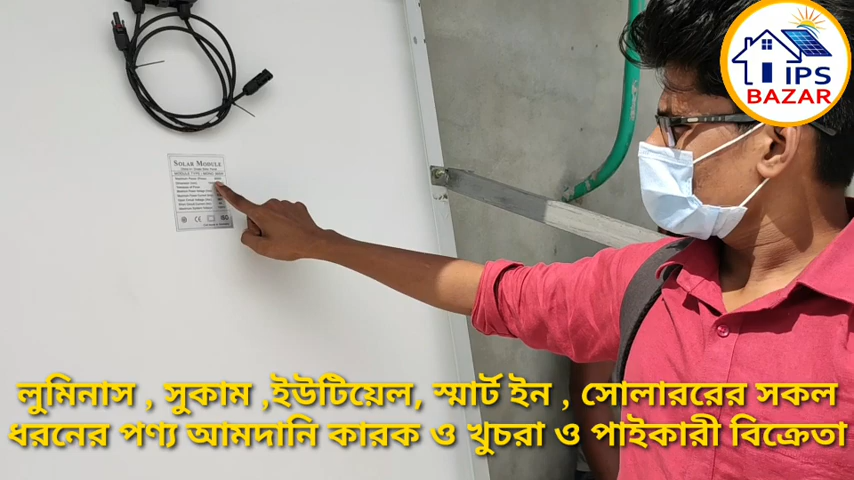 IPS
BAZAR
SOLAR MODULE
লুমিনাস , সুকাম ,ইউটিয়েল, স্মার্ট ইন , সোলাররের সকল
ধরনের পণ্য আমদানি কারক ও খুচরা ও পাইকারী বিক্রেতা